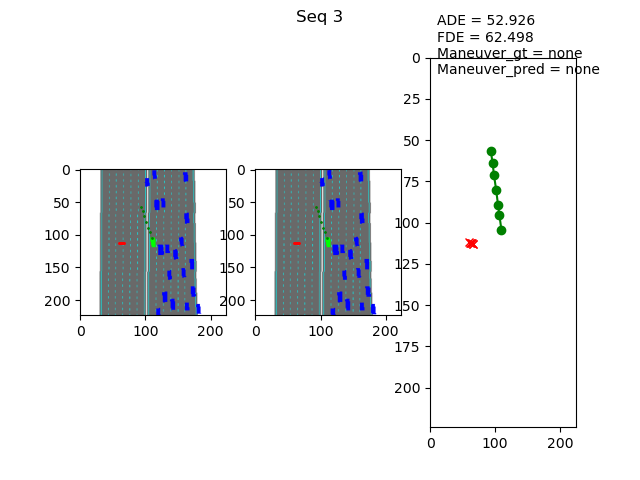 Seq 3
ADE = 52.926
FDE = 62.498
Maneuver_gt = none
Maneuver_pred = none
0
50
100
150
200
0 100 200
0
50
100
150
200
0 100 200
0
25
50
75
100
125
150
175
200
0 100 200